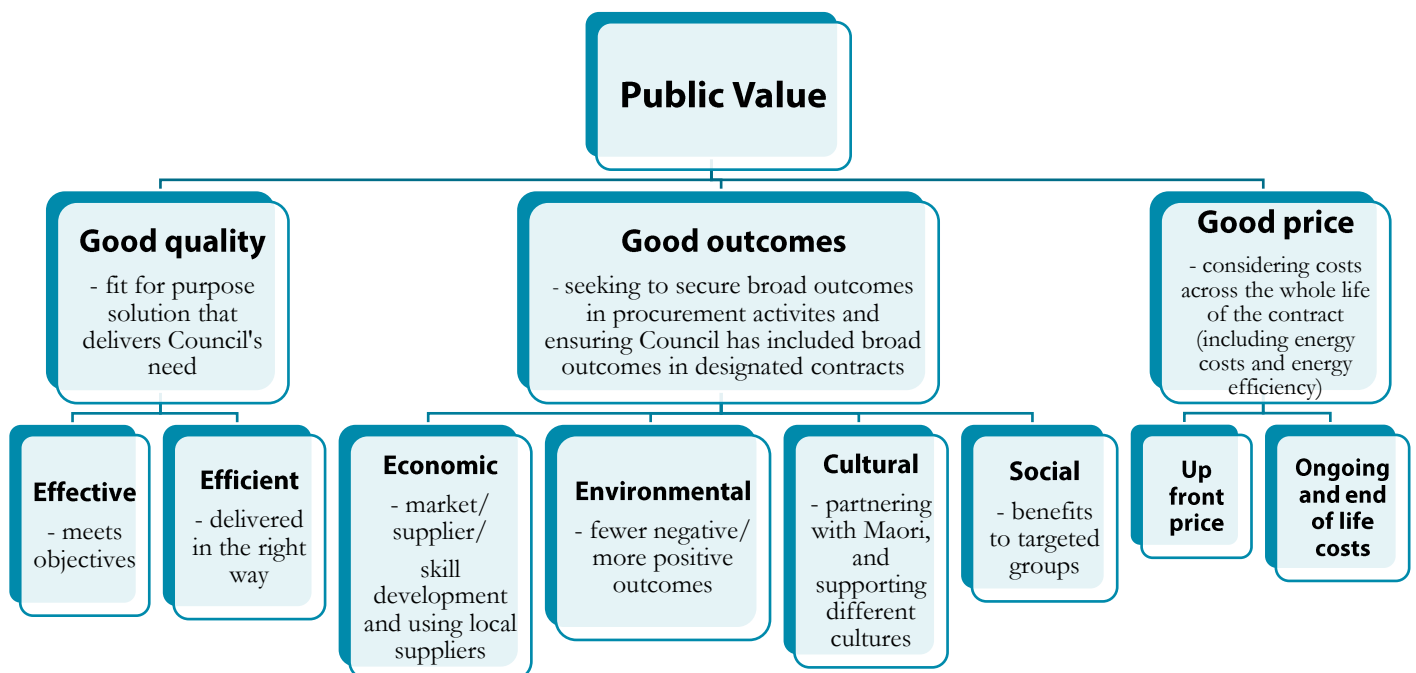 Public Value
Good quality
- fit for purpose
solution that
delivers Council's
need
Good outcomes
- seeking to secure broad outcomes
in procurement activites and
ensuring Council has included broad
outcomes in designated contracts
Good price
- considering costs
across the whole life
of the contract
(including energy
costs and energy
efficiency)
Effective
- meets
objectives
Efficient
- delivered
in the right
way
Economic
- market/
supplier/
skill
development
and using local
suppliers
Environmental
- fewer negative/
more positive
outcomes
Cultural
- partnering
with Maori,
and
supporting
different
cultures
Social
- benefits
to targeted
groups
Up
front
price
Ongoing
and end
of life
costs